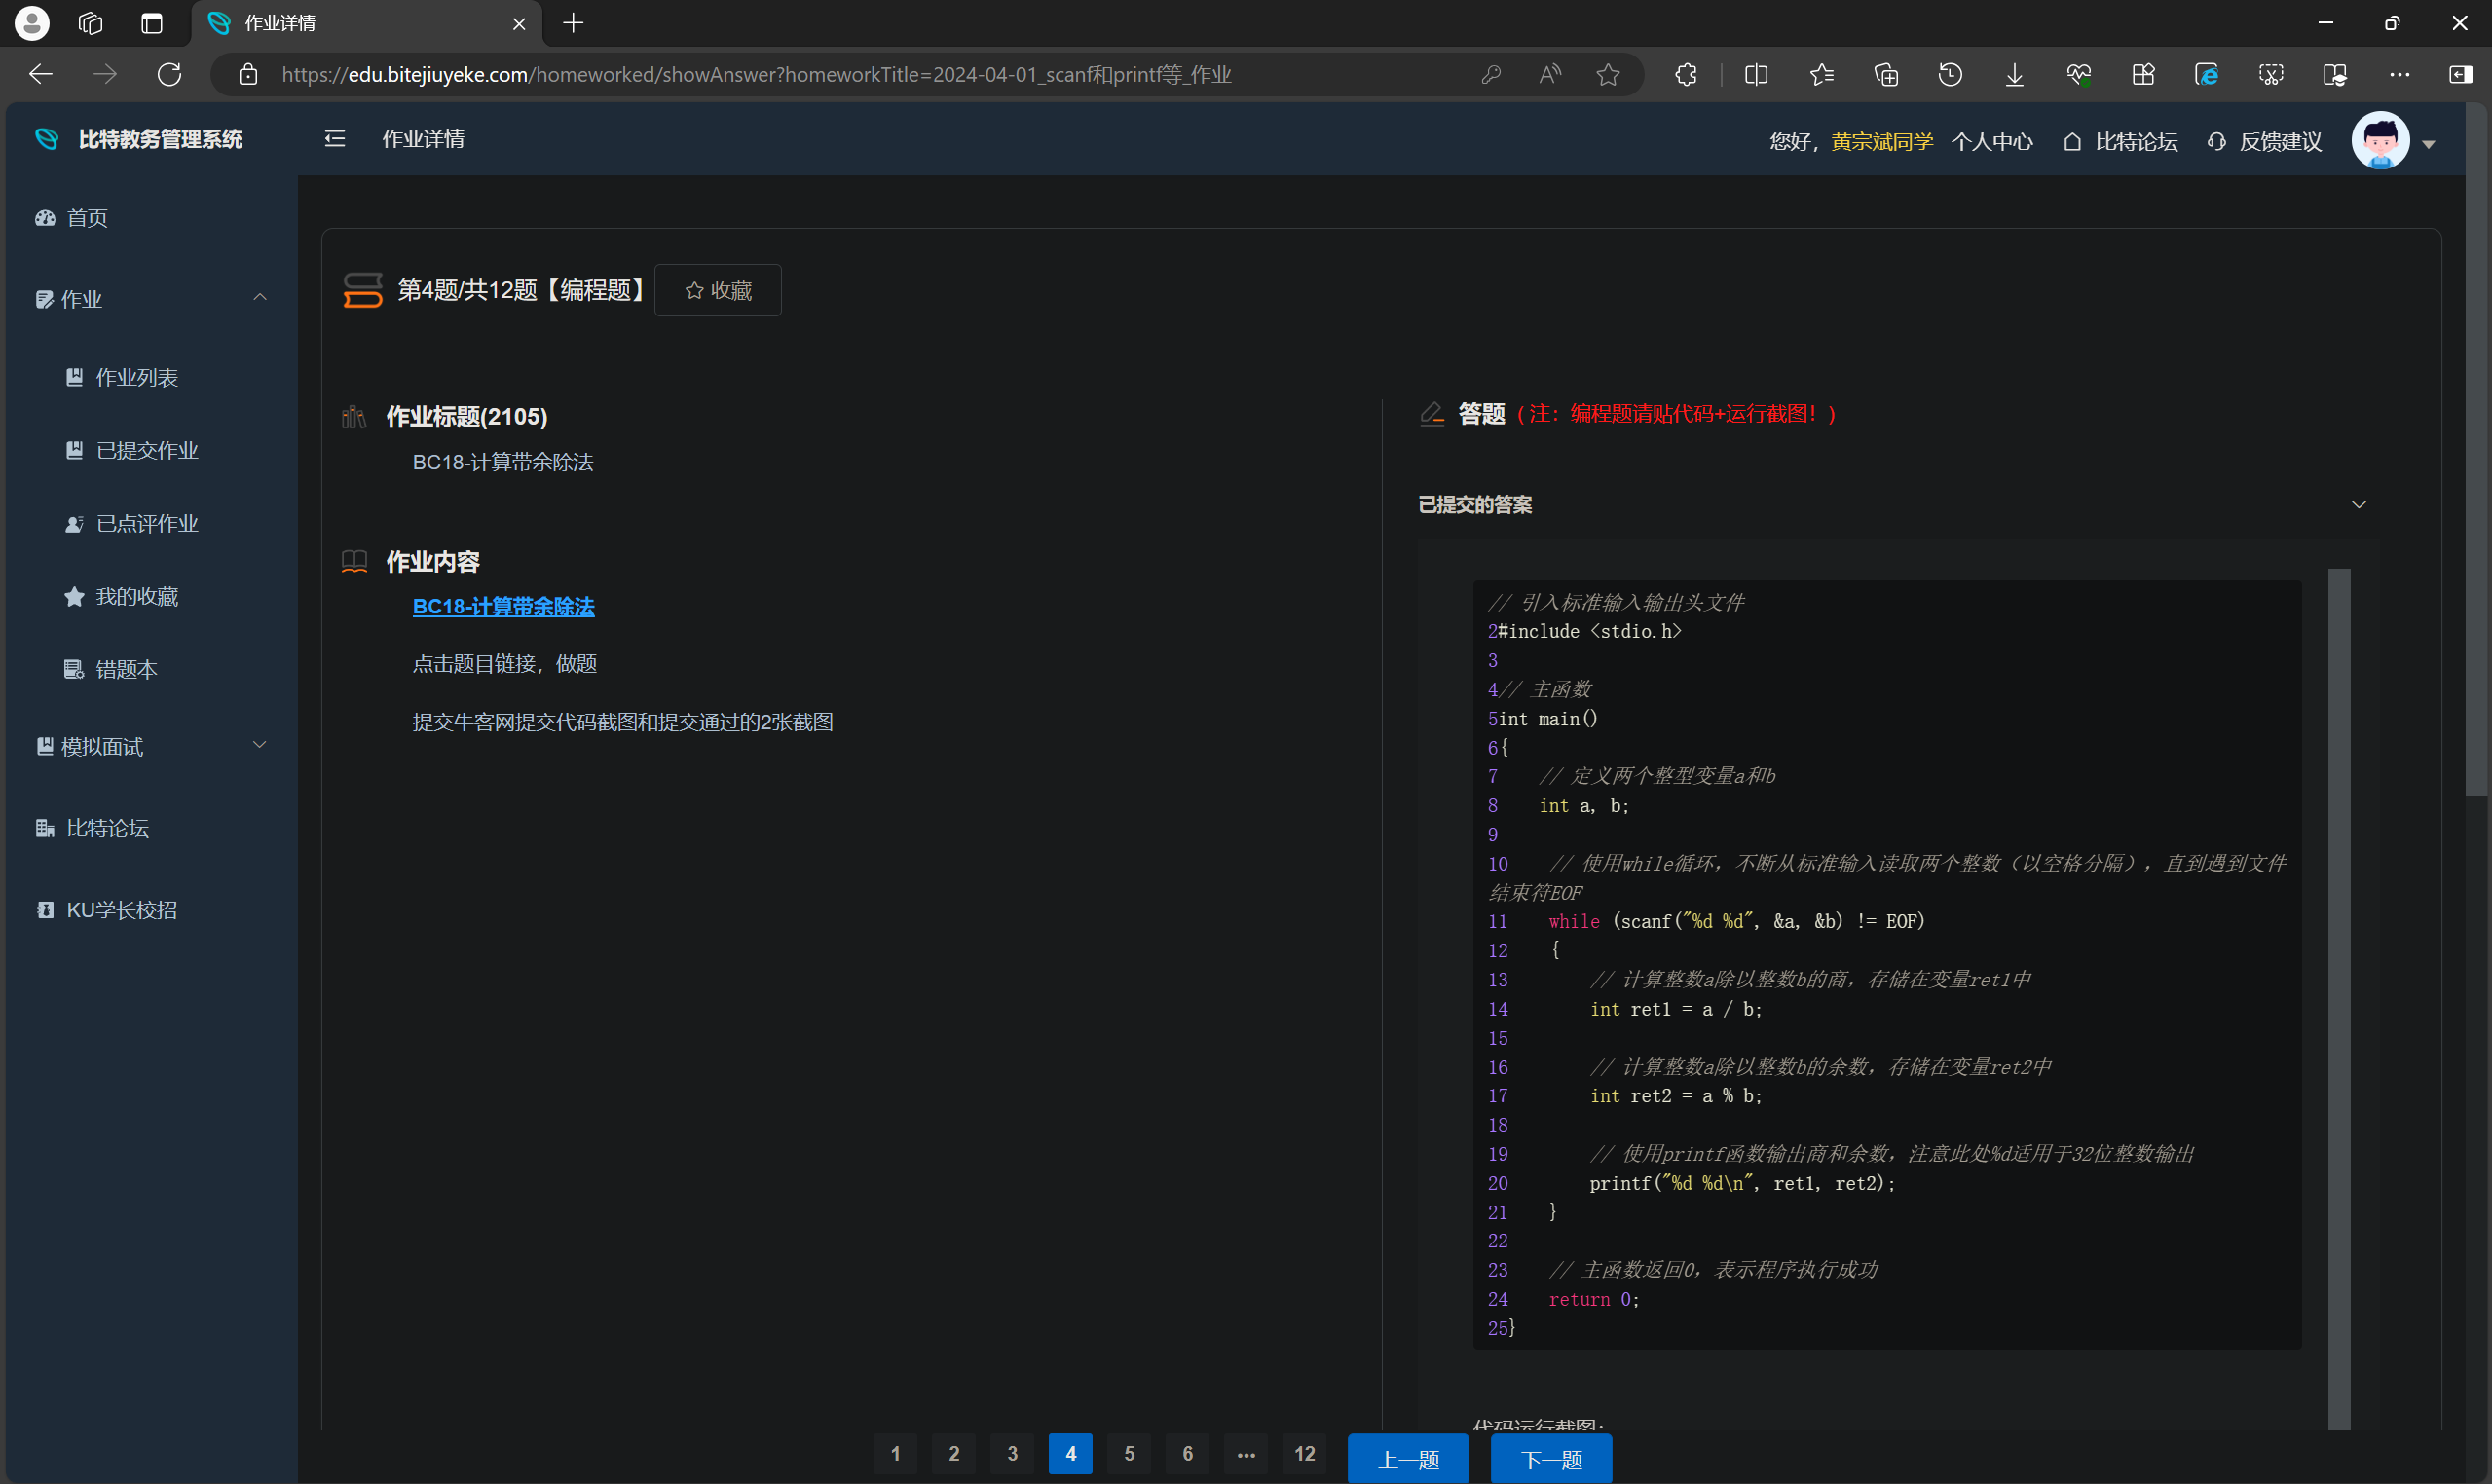 作业详情
https://edu.bitejiuyeke.com/homeworked/showAnswer?homeworkTitle=2024-04-01_scanf和printf等_作业
比特教务管理系统
作业详情
您好，黄宗斌同学 个人中心 比特论坛 反馈建议
首页
作业
作业列表
已提交作业
已点评作业
我的收藏
错题本
模拟面试
比特论坛
KU学长校招
第4题/共12题【编程题】 收藏
作业标题(2105)
BC18-计算带余除法
作业内容
BC18-计算带余除法
点击题目链接，做题
提交牛客网提交代码截图和提交通过的2张截图
答题（注：编程题请贴代码+运行截图！）
已提交的答案
// 引入标准输入输出头文件
2#include <stdio.h>
3
4// 主函数
5int main()
6{
7    // 定义两个整型变量a和b
8    int a, b;
9
10    // 使用while循环，不断从标准输入读取两个整数（以空格分隔），直到遇到文件
结束符EOF
11    while (scanf("%d %d", &a, &b) != EOF)
12    {
13        // 计算整数a除以整数b的商，存储在变量ret1中
14        int ret1 = a / b;
15
16        // 计算整数a除以整数b的余数，存储在变量ret2中
17        int ret2 = a % b;
18
19        // 使用printf函数输出商和余数，注意此处%d适用于32位整数输出
20        printf("%d %d\n", ret1, ret2);
21    }
22
23    // 主函数返回0，表示程序执行成功
24    return 0;
25}
代码运行截图：
1 2 3 4 5 6 ··· 12 上一题 下一题